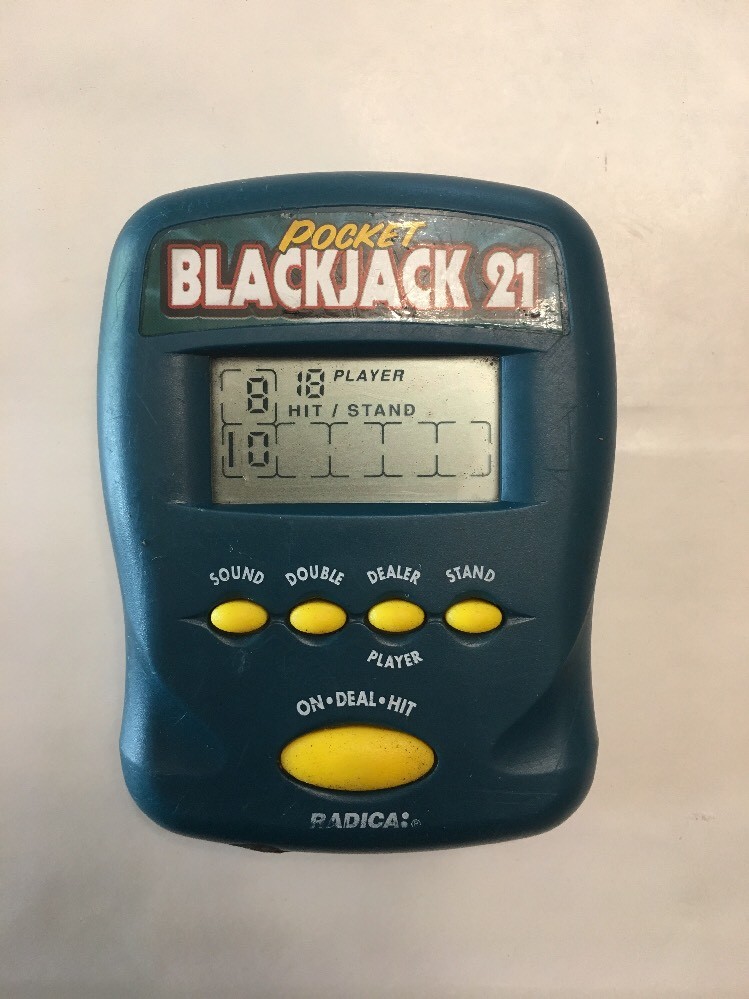 POCKET
BLACKJACK 21
8 18 PLAYER
HIT / STAND
10
SOUND DOUBLE DEALER STAND
PLAYER
ON•DEAL•HIT
RADICA:®